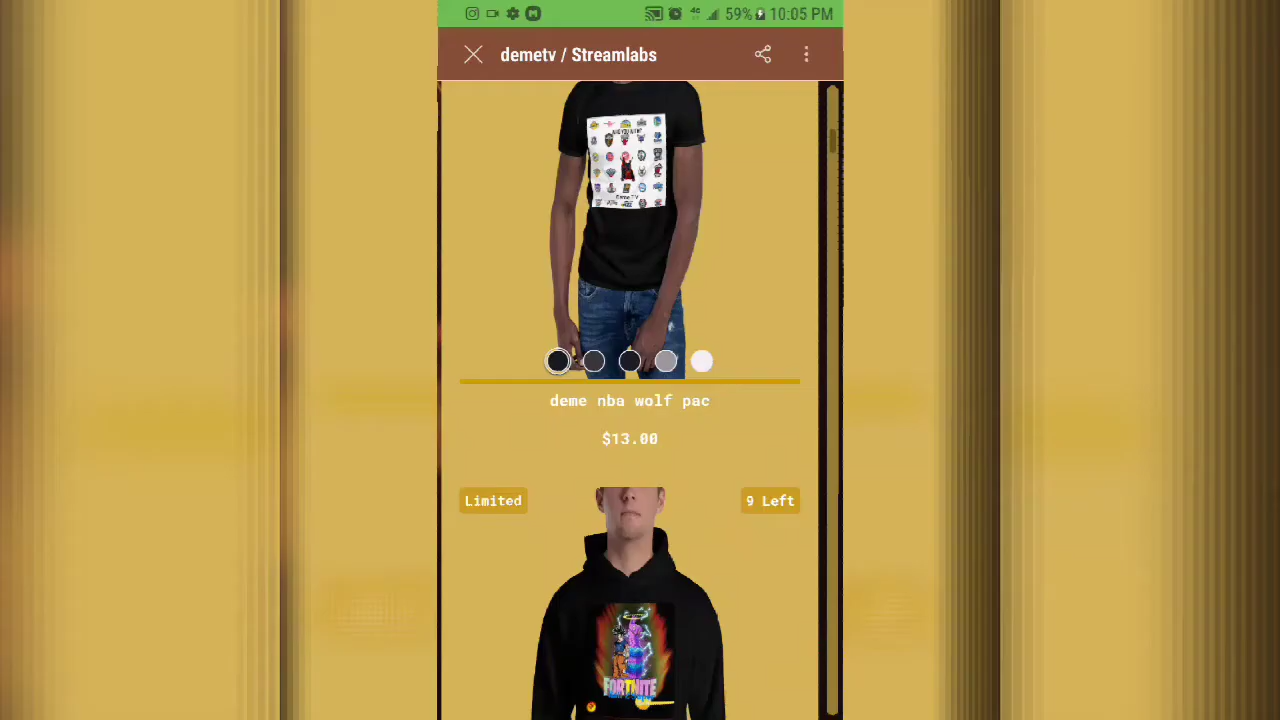 59% 10:05 PM
demetv / Streamlabs
deme nba wolf pac
$13.00
Limited
9 Left
FORTNITE